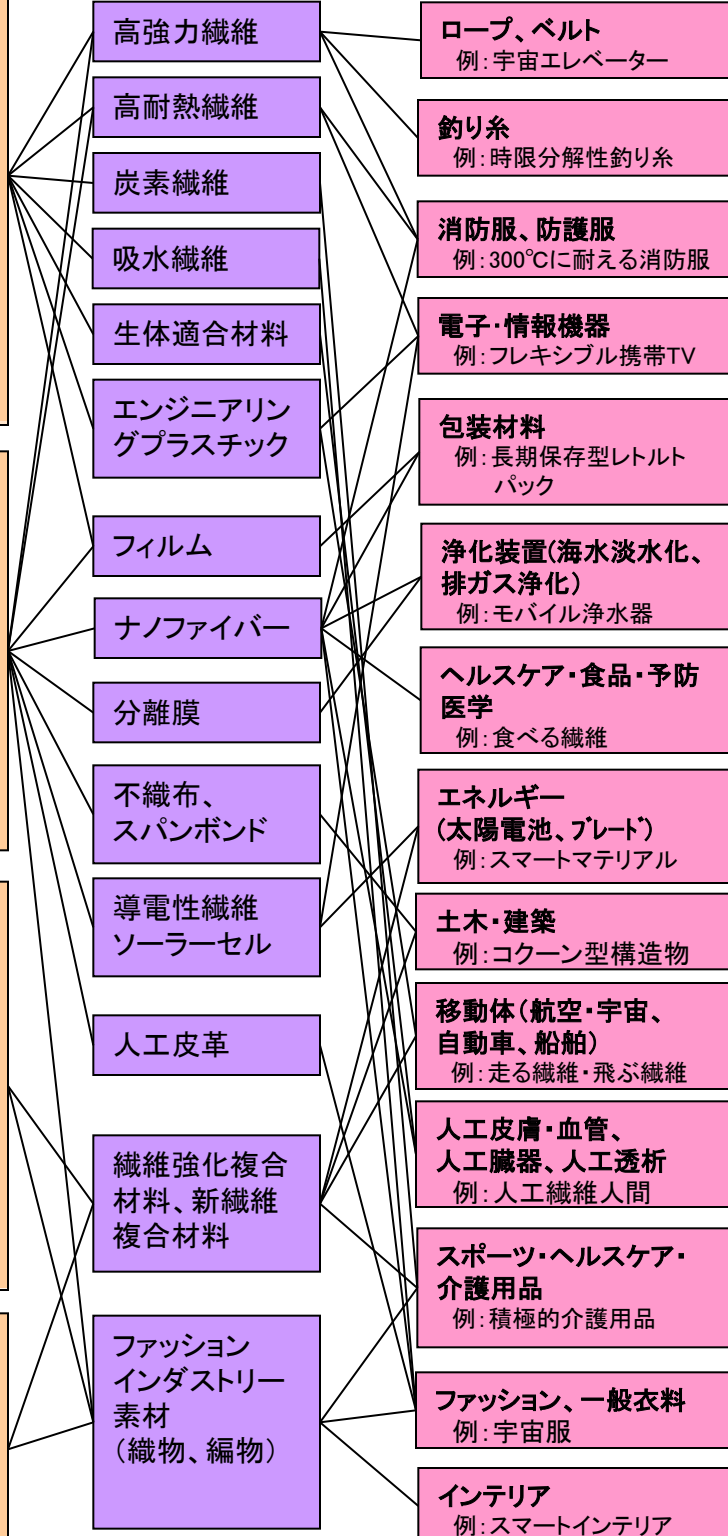 高強力繊維
高耐熱繊維
炭素繊維
吸水繊維
生体適合材料
エンジニアリン
グプラスチック
フィルム
ナノファイバー
分離膜
不織布、
スパンボンド
導電性繊維
ソーラーセル
人工皮革
繊維強化複合
材料、新繊維
複合材料
ファッション
インダストリー
素材
（織物、編物）
ロープ、ベルト
例：宇宙エレベーター
釣り糸
例：時限分解性釣り糸
消防服、防護服
例：300℃に耐える消防服
電子・情報機器
例：フレキシブル携帯TV
包装材料
例：長期保存型レトルト
パック
浄化装置(海水淡水化、
排ガス浄化）
例：モバイル浄水器
ヘルスケア・食品・予防
医学
例：食べる繊維
エネルギー
(太陽電池、ﾌﾞﾚｰﾄﾞ)
例：スマートマテリアル
土木・建築
例：コクーン型構造物
移動体（航空・宇宙、
自動車、船舶）
例：走る繊維・飛ぶ繊維
人工皮膚・血管、
人工臓器、人工透析
例：人工繊維人間
スポーツ・ヘルスケア・
介護用品
例：積極的介護用品
ファッション、一般衣料
例：宇宙服
インテリア
例：スマートインテリア